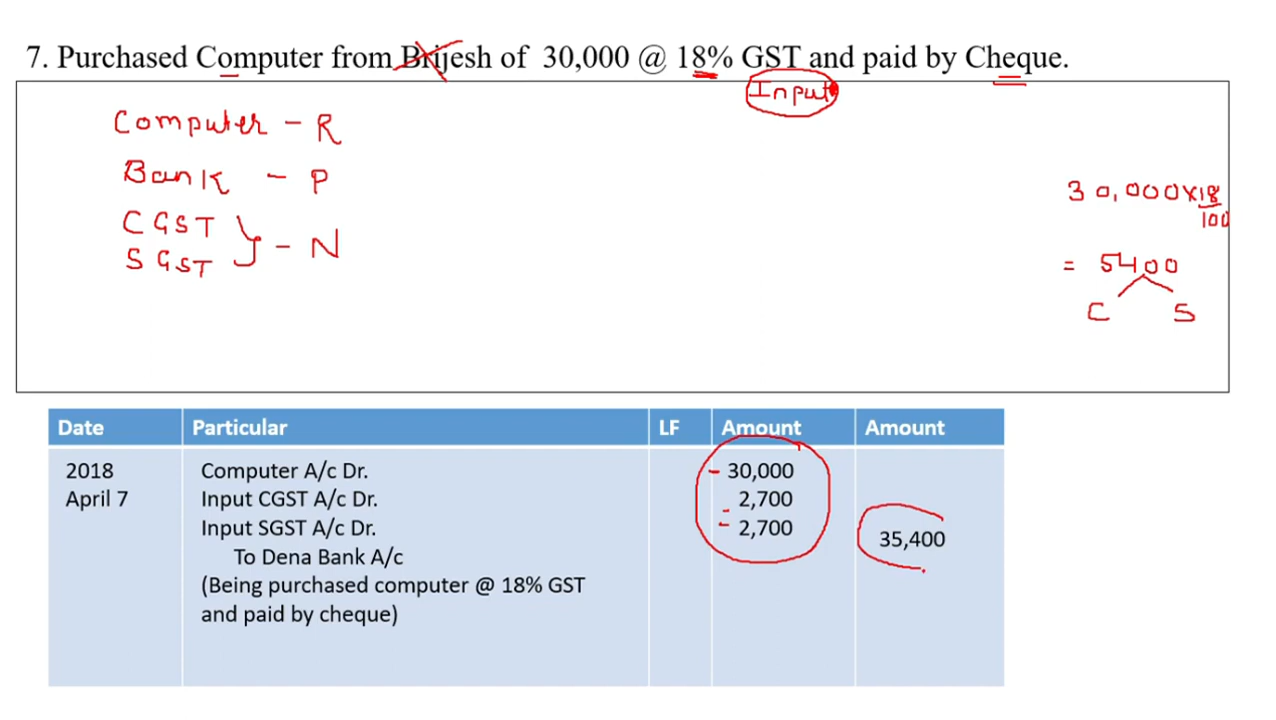 7. Purchased Computer from Brijesh of 30,000 @ 18% GST and paid by Cheque.
Input
Computer - R
Bank - P
CGST
SGST } - N
30,000x18/100
= 5400
C S
Date Particular LF Amount Amount
2018 Computer A/c Dr. 30,000
April 7 Input CGST A/c Dr. 2,700
Input SGST A/c Dr. 2,700
To Dena Bank A/c 35,400
(Being purchased computer @ 18% GST
and paid by cheque)